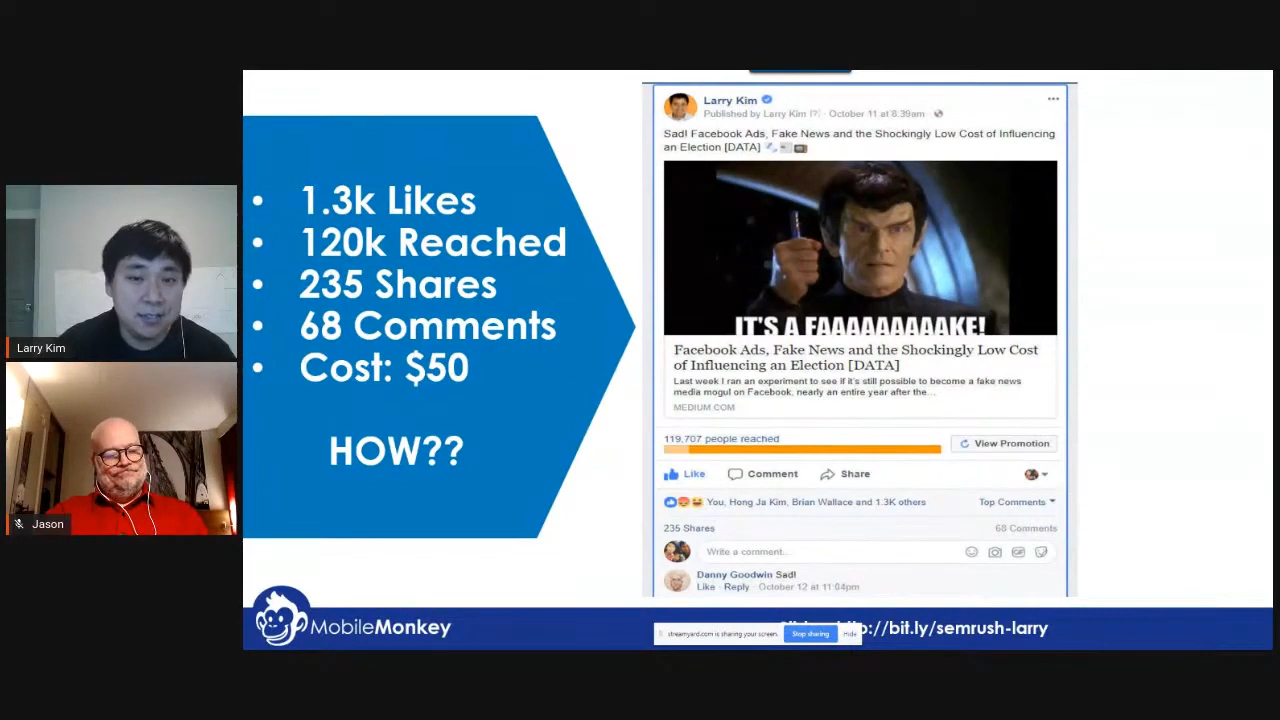 Larry Kim
Jason
• 1.3k Likes
• 120k Reached
• 235 Shares
• 68 Comments
• Cost: $50
HOW??
Larry Kim
Published by Larry Kim [?] · October 11 at 8:39am ·
Sad! Facebook Ads, Fake News and the Shockingly Low Cost of Influencing
an Election [DATA]
IT'S A FAAAAAAAAAKE!
Facebook Ads, Fake News and the Shockingly Low Cost
of Influencing an Election [DATA]
Last week I ran an experiment to see if it's still possible to become a fake news
media mogul on Facebook, nearly an entire year after the...
MEDIUM.COM
119,707 people reached
View Promotion
Like Comment Share
You, Hong Ja Kim, Brian Wallace and 1.3K others Top Comments
235 Shares 68 Comments
Write a comment...
GIF
Danny Goodwin Sad!
Like · Reply · October 12 at 11:04pm
MobileMonkey
streamyard.com is sharing your screen. Stop sharing Hide
://bit.ly/semrush-larry